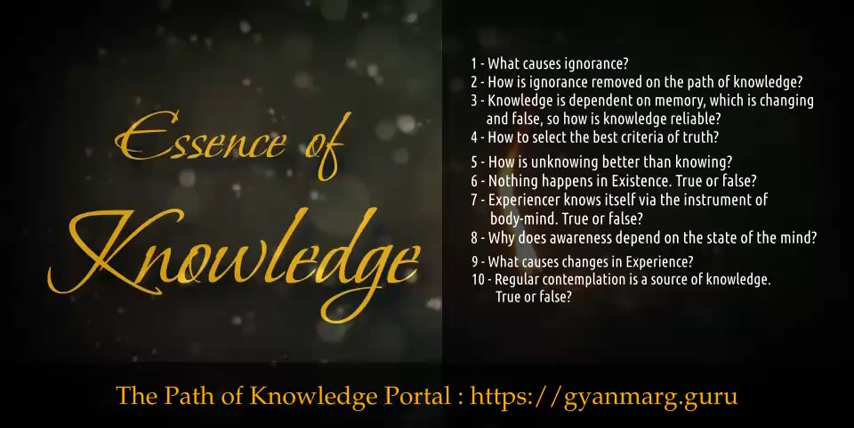 Essence of
Knowledge
1 - What causes ignorance?
2 - How is ignorance removed on the path of knowledge?
3 - Knowledge is dependent on memory, which is changing
and false, so how is knowledge reliable?
4 - How to select the best criteria of truth?
5 - How is unknowing better than knowing?
6 - Nothing happens in Existence. True or false?
7 - Experiencer knows itself via the instrument of
body-mind. True or false?
8 - Why does awareness depend on the state of the mind?
9 - What causes changes in Experience?
10 - Regular contemplation is a source of knowledge.
True or false?
The Path of Knowledge Portal : https://gyanmarg.guru